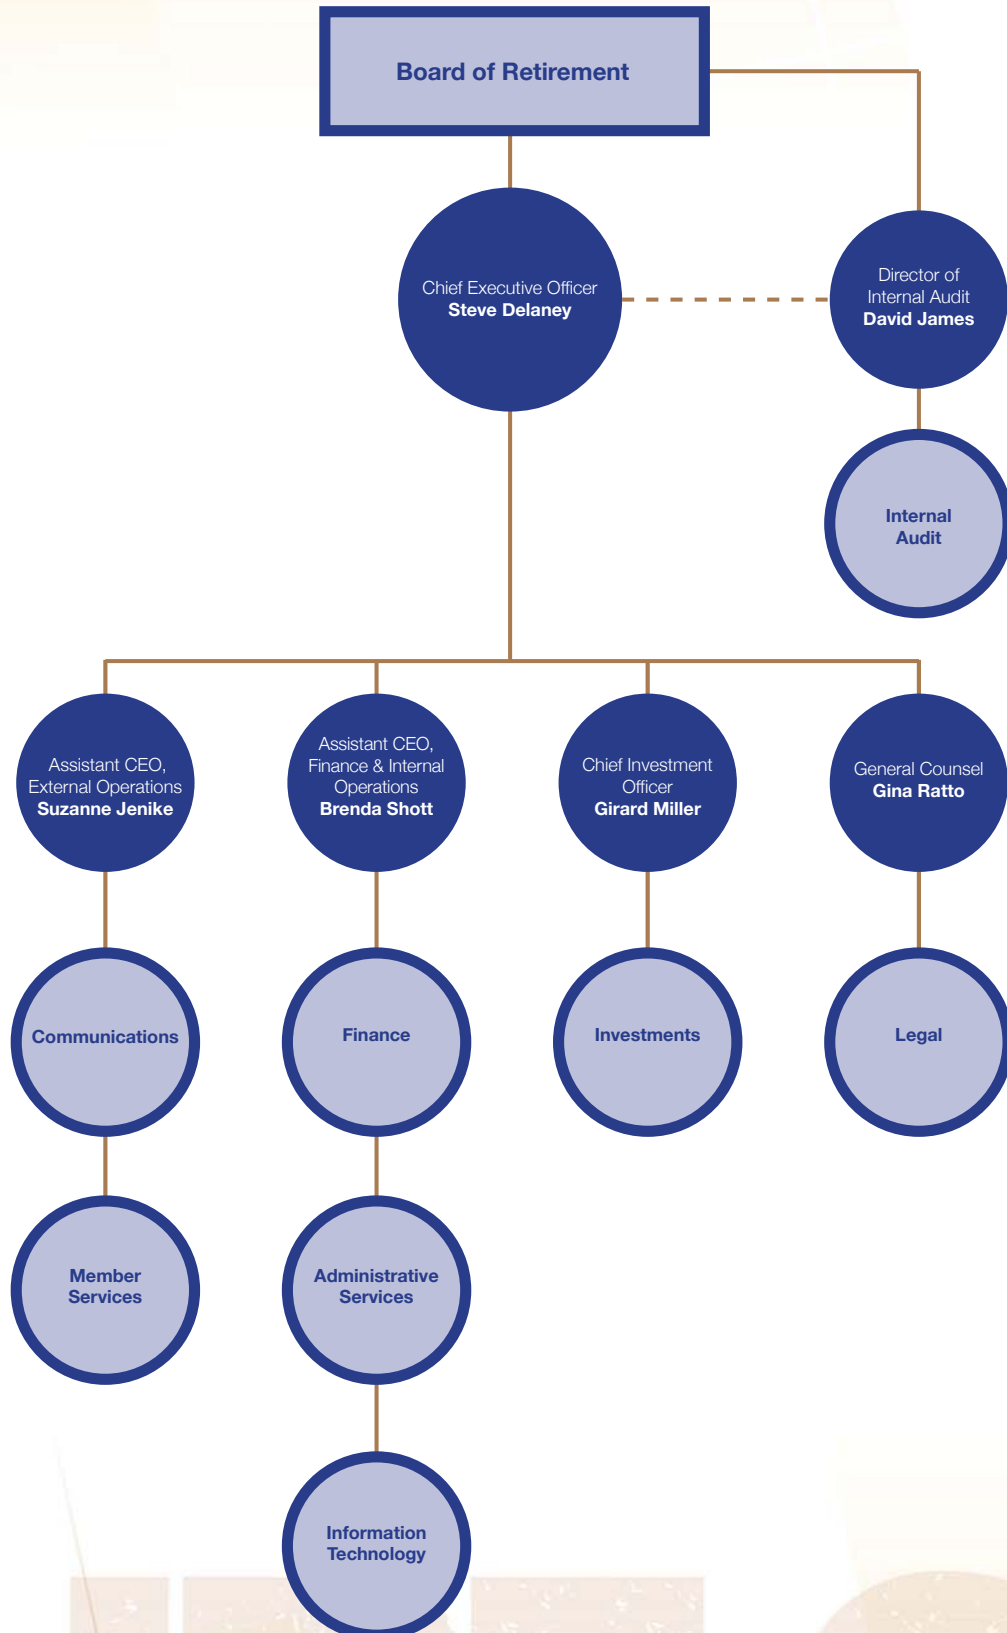 Board of Retirement
Chief Executive Officer
Steve Delaney
Director of
Internal Audit
David James
Internal
Audit
Assistant CEO,
External Operations
Suzanne Jenike
Assistant CEO,
Finance & Internal
Operations
Brenda Shott
Chief Investment
Officer
Girard Miller
General Counsel
Gina Ratto
Communications
Finance
Investments
Legal
Member
Services
Administrative
Services
Information
Technology